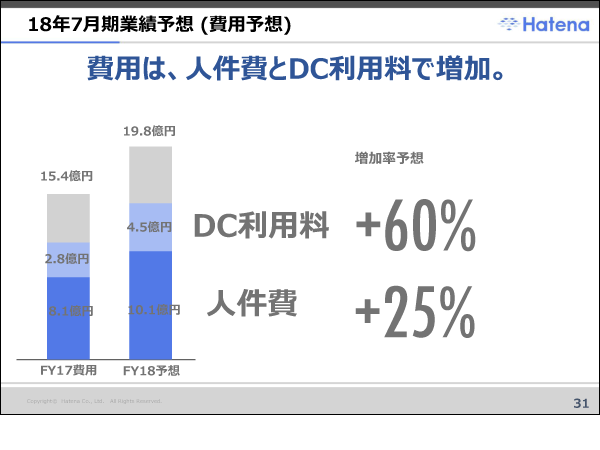 18年7月期業績予想 (費用予想)
Hatena
費用は、人件費とDC利用料で増加。
19.8億円
増加率予想
15.4億円
4.5億円
DC利用料
+60%
2.8億円
8.1億円
10.1億円
人件費
+25%
FY17費用
FY18予想
Copyright© Hatena Co., Ltd. All Rights Reserved.
31